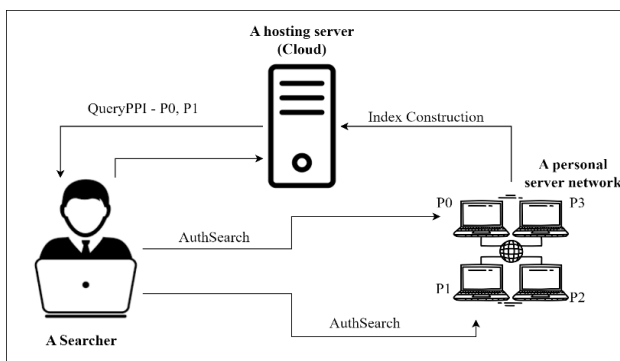 A hosting server
(Cloud)
QueryPPI - P0, P1
Index Construction
A personal
server network
P0
P3
AuthSearch
P1
P2
AuthSearch
A Searcher